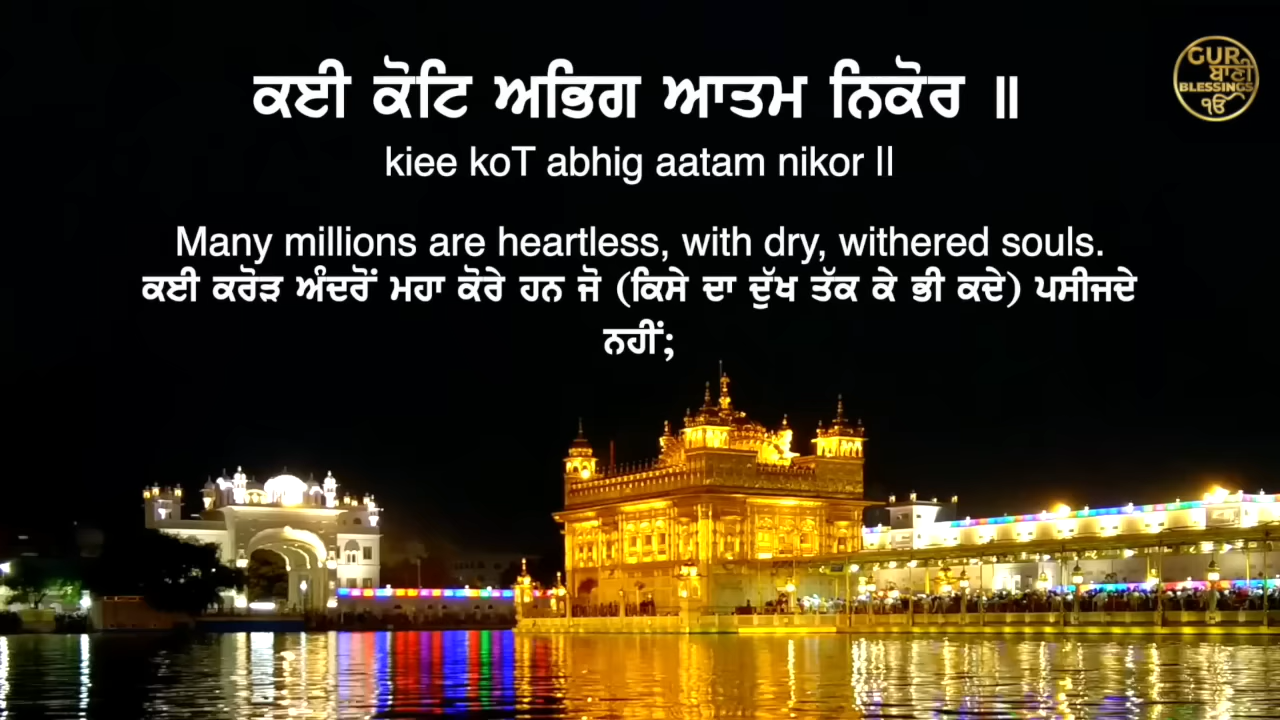 ਕਈ ਕੋਟਿ ਅਭਿਗ ਆਤਮ ਨਿਕੋਰ ॥
kiee koT abhig aatam nikor ||
Many millions are heartless, with dry, withered souls.
ਕਈ ਕਰੋੜ ਅੰਦਰੋਂ ਮਹਾ ਕੋਰੇ ਹਨ ਜੋ (ਕਿਸੇ ਦਾ ਦੁੱਖ ਤੱਕ ਕੇ ਭੀ ਕਦੇ) ਪਸੀਜਦੇ
ਨਹੀਂ;
GUR
ਬਾਣੀ
BLESSINGS
ੴ